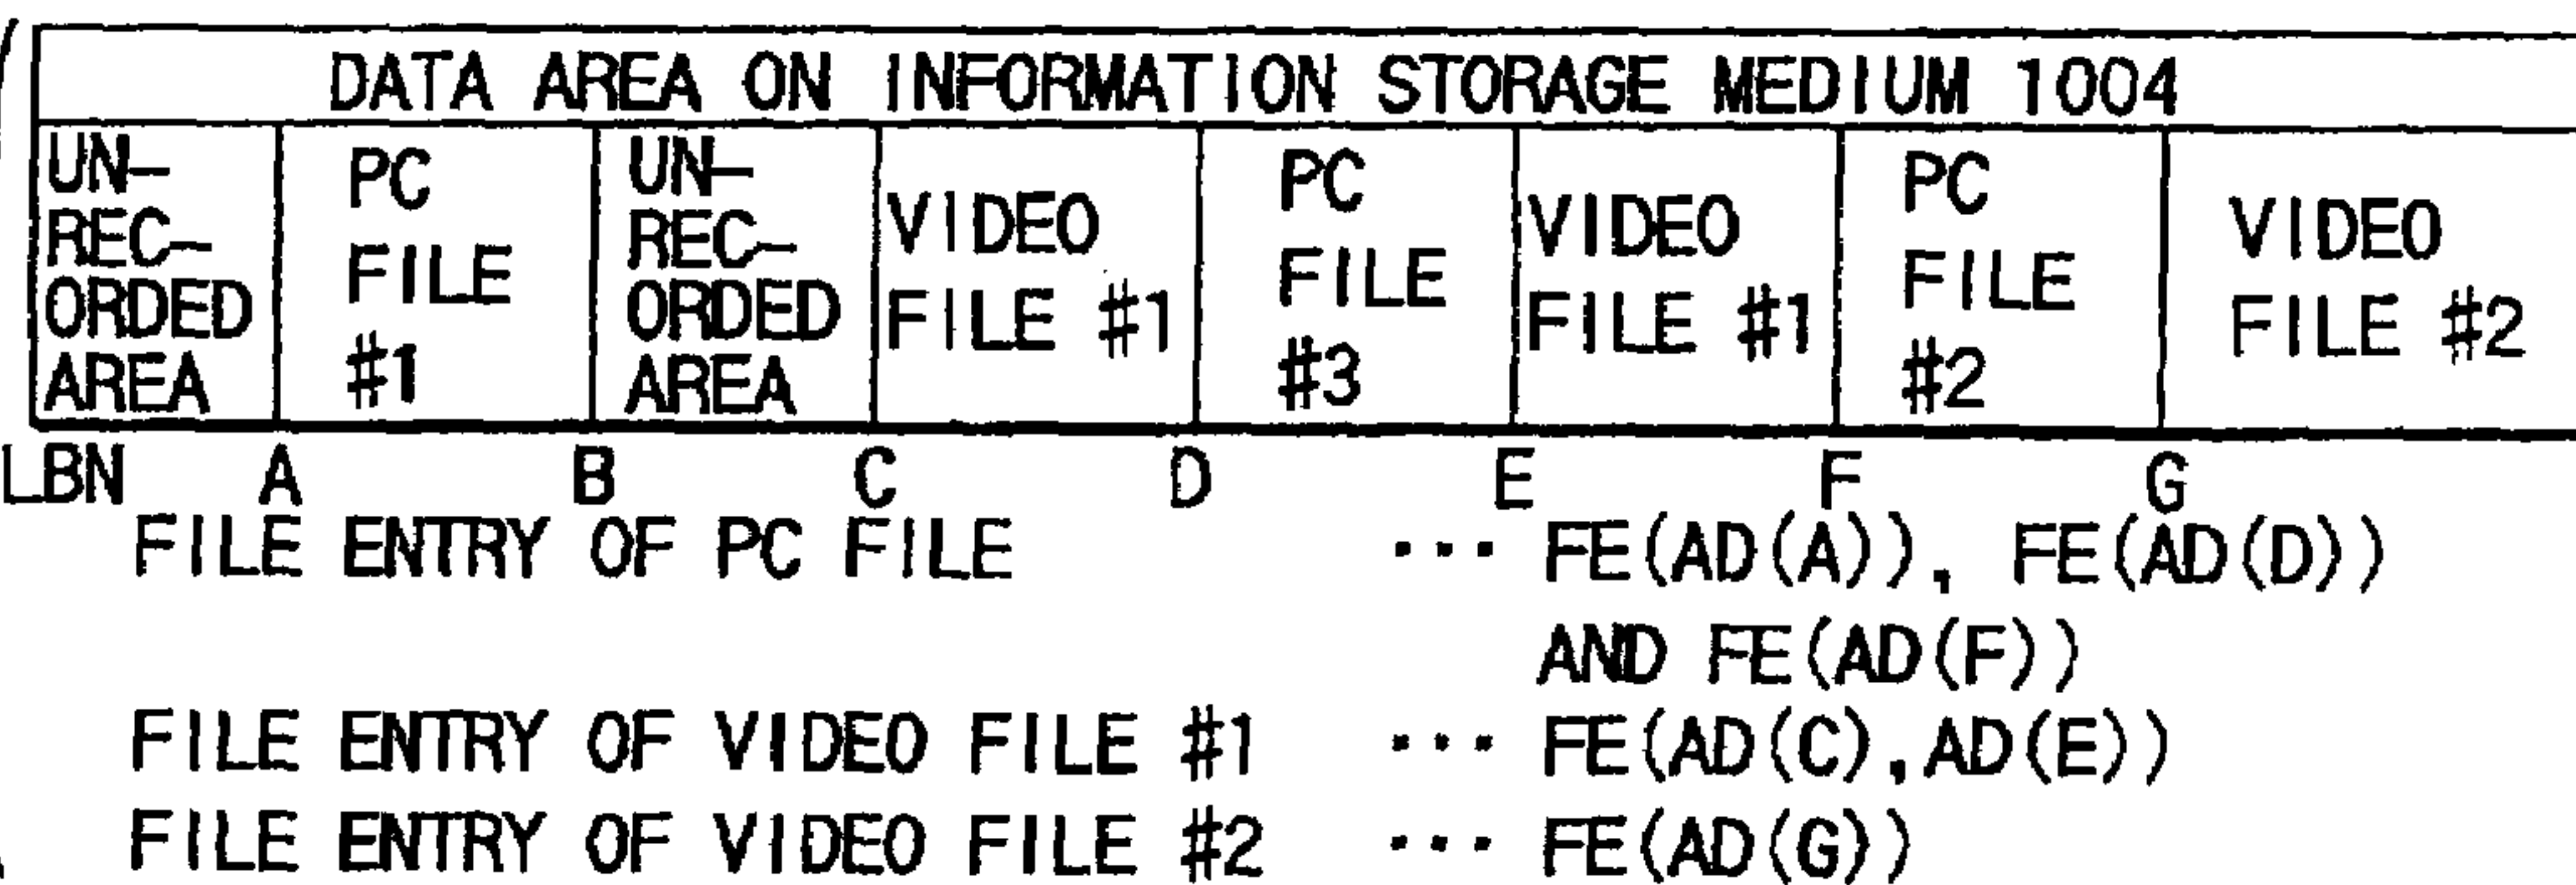 DATA AREA ON INFORMATION STORAGE MEDIUM 1004
UN-
REC-
ORDED
AREA
PC
FILE
#1
UN-
REC-
ORDED
AREA
VIDEO
FILE #1
PC
FILE
#3
VIDEO
FILE #1
PC
FILE
#2
VIDEO
FILE #2
LBN A B C D E F G
FILE ENTRY OF PC FILE ··· FE(AD(A)), FE(AD(D))
AND FE(AD(F))
FILE ENTRY OF VIDEO FILE #1 ··· FE(AD(C),AD(E))
FILE ENTRY OF VIDEO FILE #2 ··· FE(AD(G))